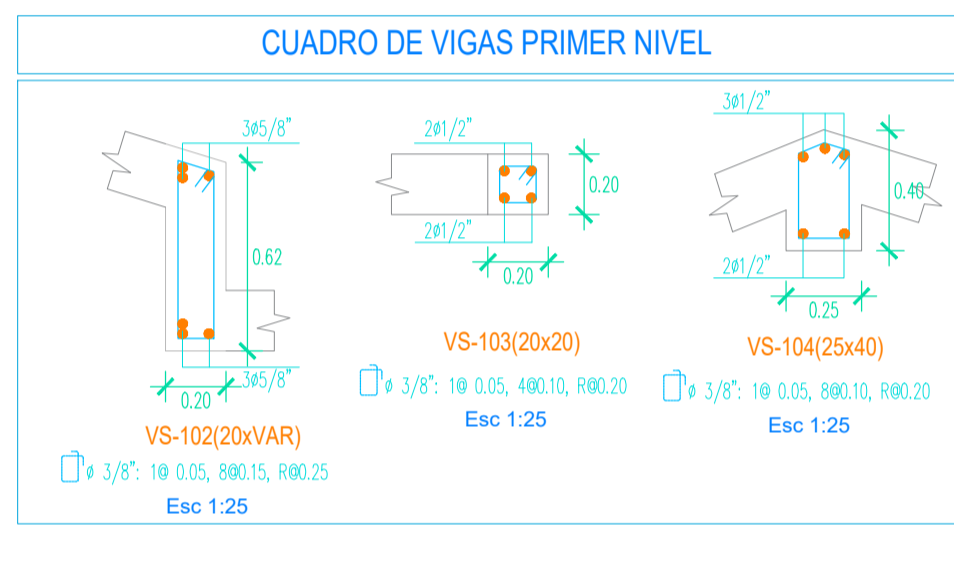 CUADRO DE VIGAS PRIMER NIVEL
3ø5/8"
0.62
3ø5/8"
0.20
VS-102(20xVAR)
ø 3/8": 1@ 0.05, 8@0.15, R@0.25
Esc 1:25
2ø1/2"
0.20
2ø1/2"
0.20
VS-103(20x20)
ø 3/8": 1@ 0.05, 4@0.10, R@0.20
Esc 1:25
3ø1/2"
0.40
2ø1/2"
0.25
VS-104(25x40)
ø 3/8": 1@ 0.05, 8@0.10, R@0.20
Esc 1:25